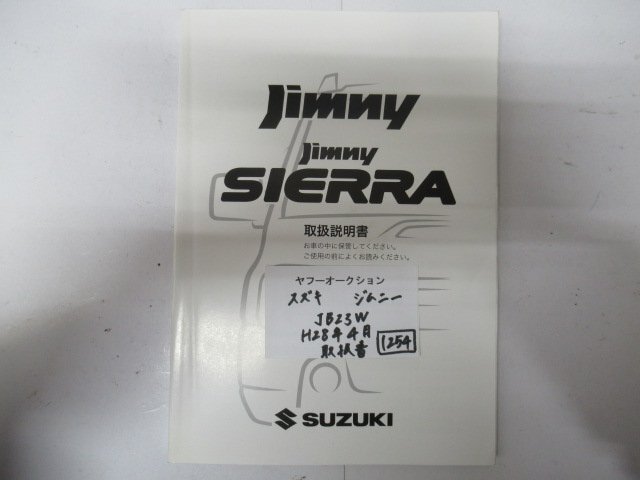 Jimny
Jimny
SIERRA
取扱説明書
お車の中に保管してください。
ご使用の前によくお読みください。
ヤフーオークション
スズキ ジムニー
JB23W
H28年4月
取扱書 1254
SUZUKI